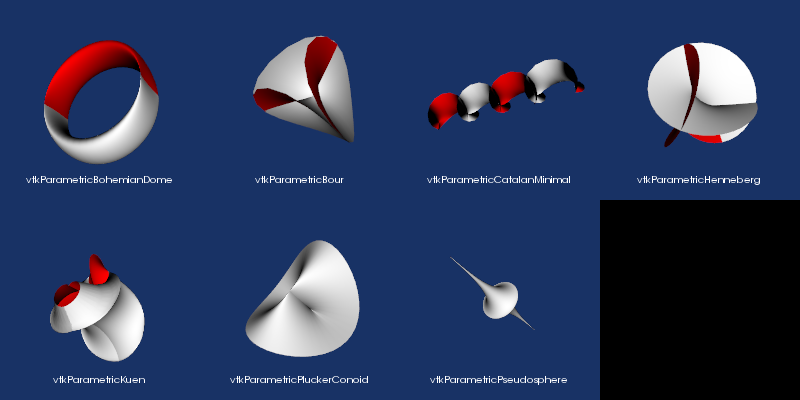 vtkParametricBohemianDome
vtkParametricBour
vtkParametricCatalanMinimal
vtkParametricHenneberg
vtkParametricKuen
vtkParametricPluckerConoid
vtkParametricPseudosphere